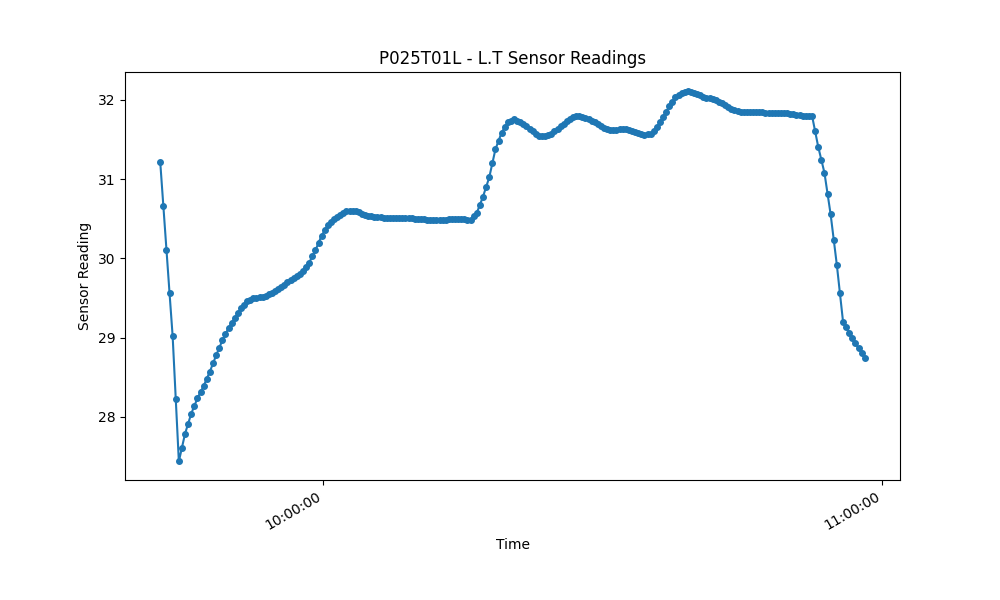 P025T01L - L.T Sensor Readings
32
31
30
29
28
Sensor Reading
10:00:00
11:00:00
Time